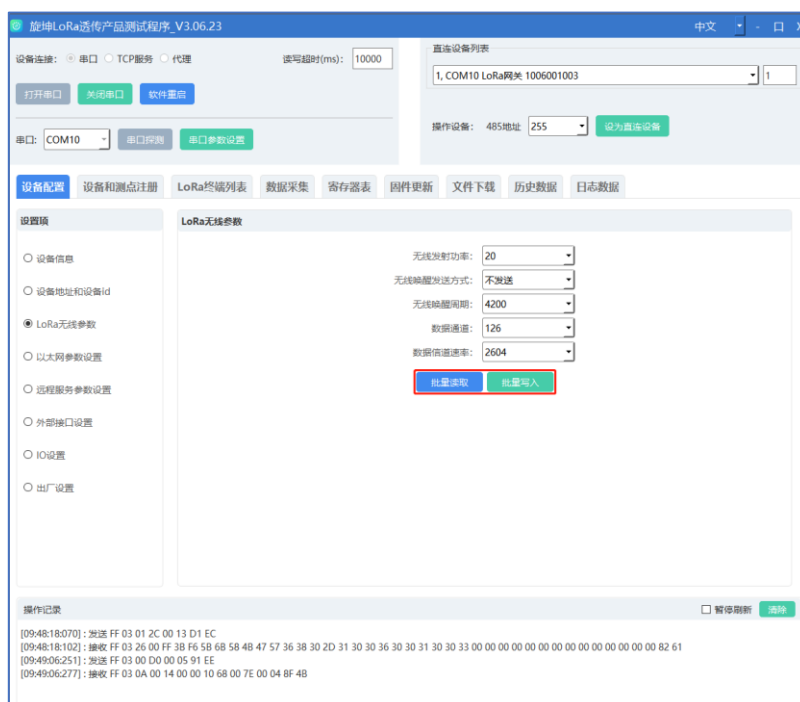 旋坤LoRa透传产品测试程序_V3.06.23 中文 - 口 X
设备连接: 串口 TCP服务 代理 读写超时(ms): 10000
打开串口 关闭串口 软件重启
串口: COM10 串口探测 串口参数设置
直连设备列表
1, COM10 LoRa网关 1006001003 1
操作设备: 485地址 255 设为直连设备
设备配置 设备和测点注册 LoRa终端列表 数据采集 寄存器表 固件更新 文件下载 历史数据 日志数据
设置项
设备信息
设备地址和设备id
LoRa无线参数
以太网参数设置
远程服务参数设置
外部接口设置
IO设置
出厂设置
LoRa无线参数
无线发射功率: 20
无线唤醒发送方式: 不发送
无线唤醒周期: 4200
数据通道: 126
数据信道速率: 2604
批量读取 批量写入
操作记录 暂停刷新 清除
[09:48:18:070] : 发送 FF 03 01 2C 00 13 D1 EC
[09:48:18:102] : 接收 FF 03 26 00 FF 3B F6 5B 6B 58 4B 47 57 36 38 30 2D 31 30 30 36 30 30 31 30 30 33 00 00 00 00 00 00 00 00 00 00 00 00 00 00 82 61
[09:49:06:251] : 发送 FF 03 00 D0 00 05 91 EE
[09:49:06:277] : 接收 FF 03 0A 00 14 00 00 10 68 00 7E 00 04 8F 4B